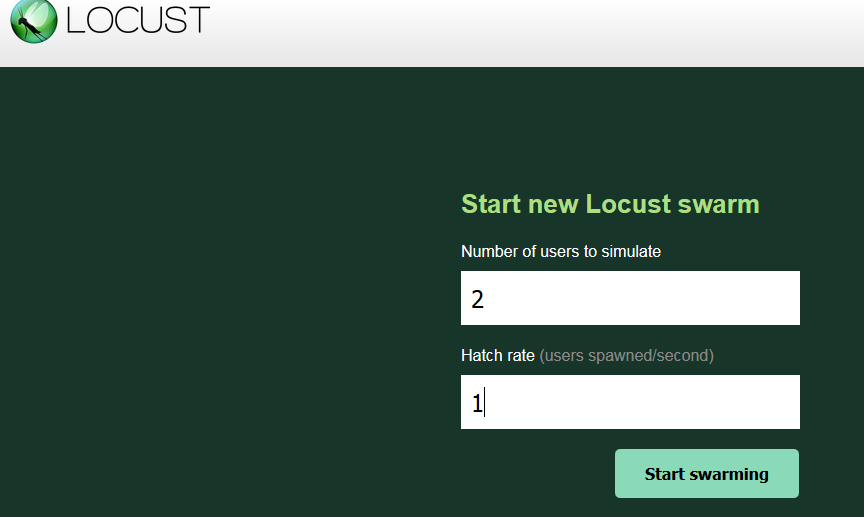 LOCUST
Start new Locust swarm
Number of users to simulate
2
Hatch rate (users spawned/second)
1
Start swarming